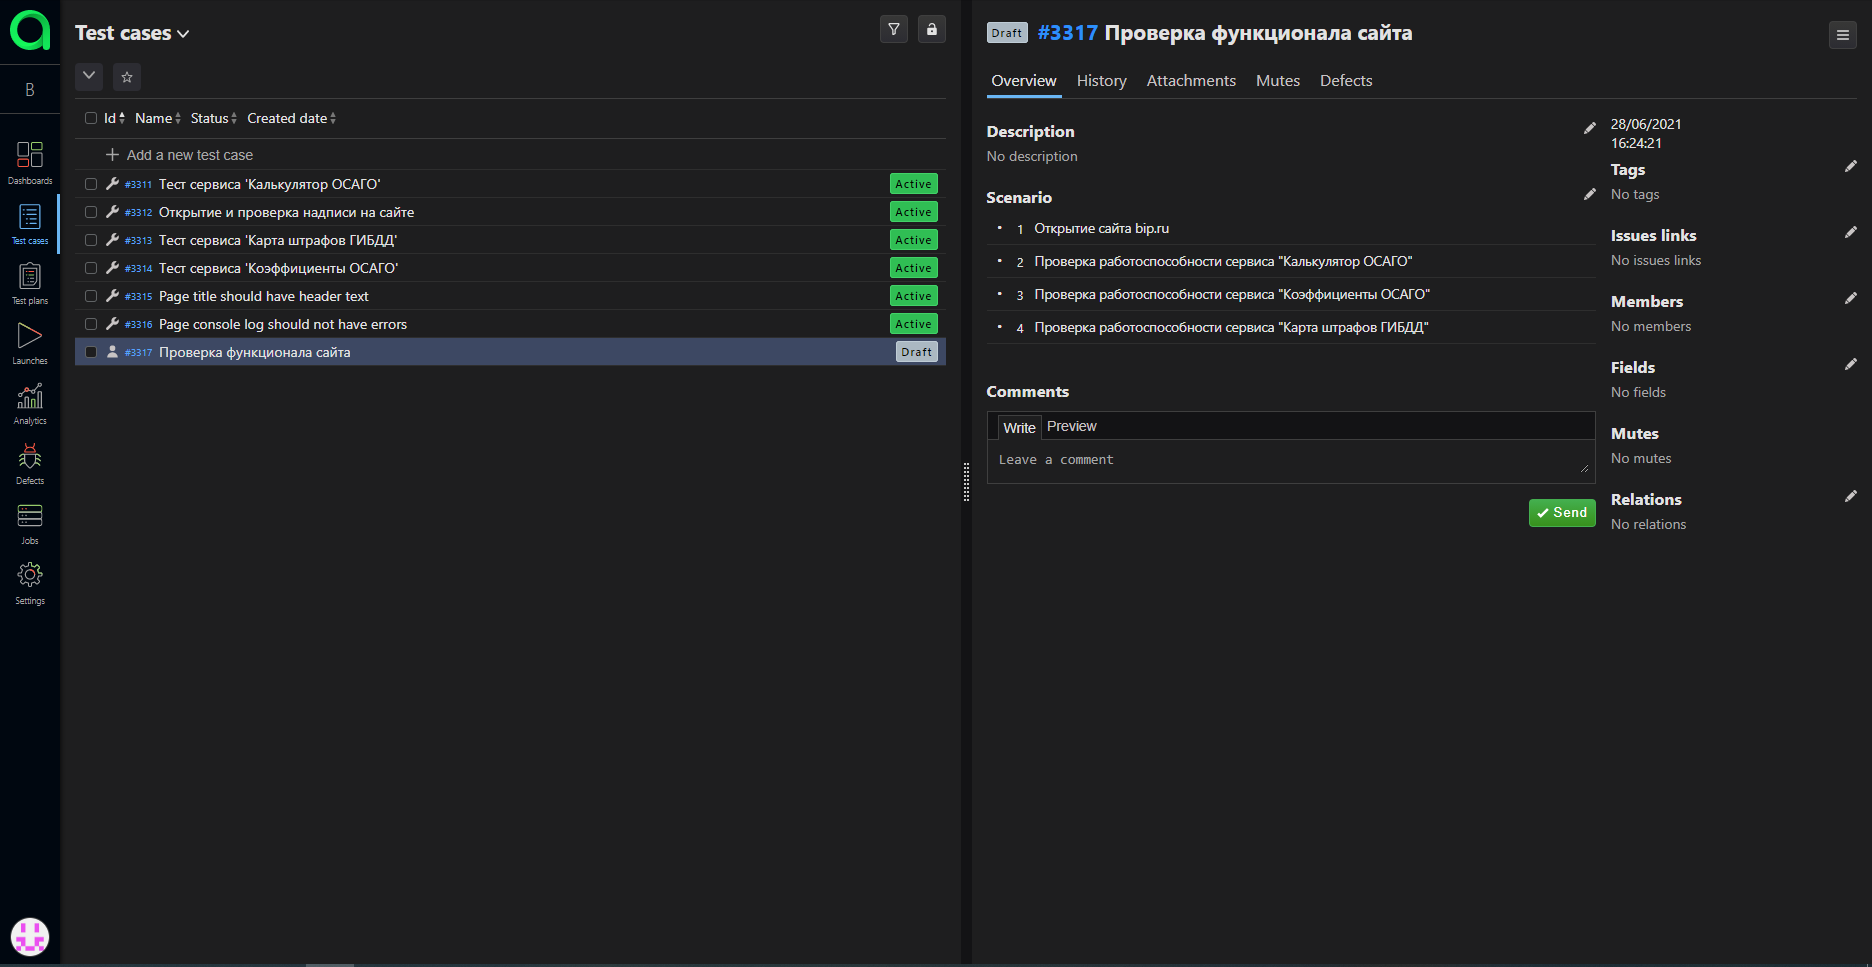 B
Dashboards
Test cases
Test plans
Launches
Analytics
Defects
Jobs
Settings
Test cases
Id Name Status Created date
Add a new test case
#3311 Тест сервиса 'Калькулятор ОСАГО' Active
#3312 Открытие и проверка надписи на сайте Active
#3313 Тест сервиса 'Карта штрафов ГИБДД' Active
#3314 Тест сервиса 'Коэффициенты ОСАГО' Active
#3315 Page title should have header text Active
#3316 Page console log should not have errors Active
#3317 Проверка функционала сайта Draft
Draft #3317 Проверка функционала сайта
Overview History Attachments Mutes Defects
Description
No description
Scenario
• 1 Открытие сайта bip.ru
• 2 Проверка работоспособности сервиса "Калькулятор ОСАГО"
• 3 Проверка работоспособности сервиса "Коэффициенты ОСАГО"
• 4 Проверка работоспособности сервиса "Карта штрафов ГИБДД"
Comments
Write Preview
Leave a comment
Send
28/06/2021
16:24:21
Tags
No tags
Issues links
No issues links
Members
No members
Fields
No fields
Mutes
No mutes
Relations
No relations